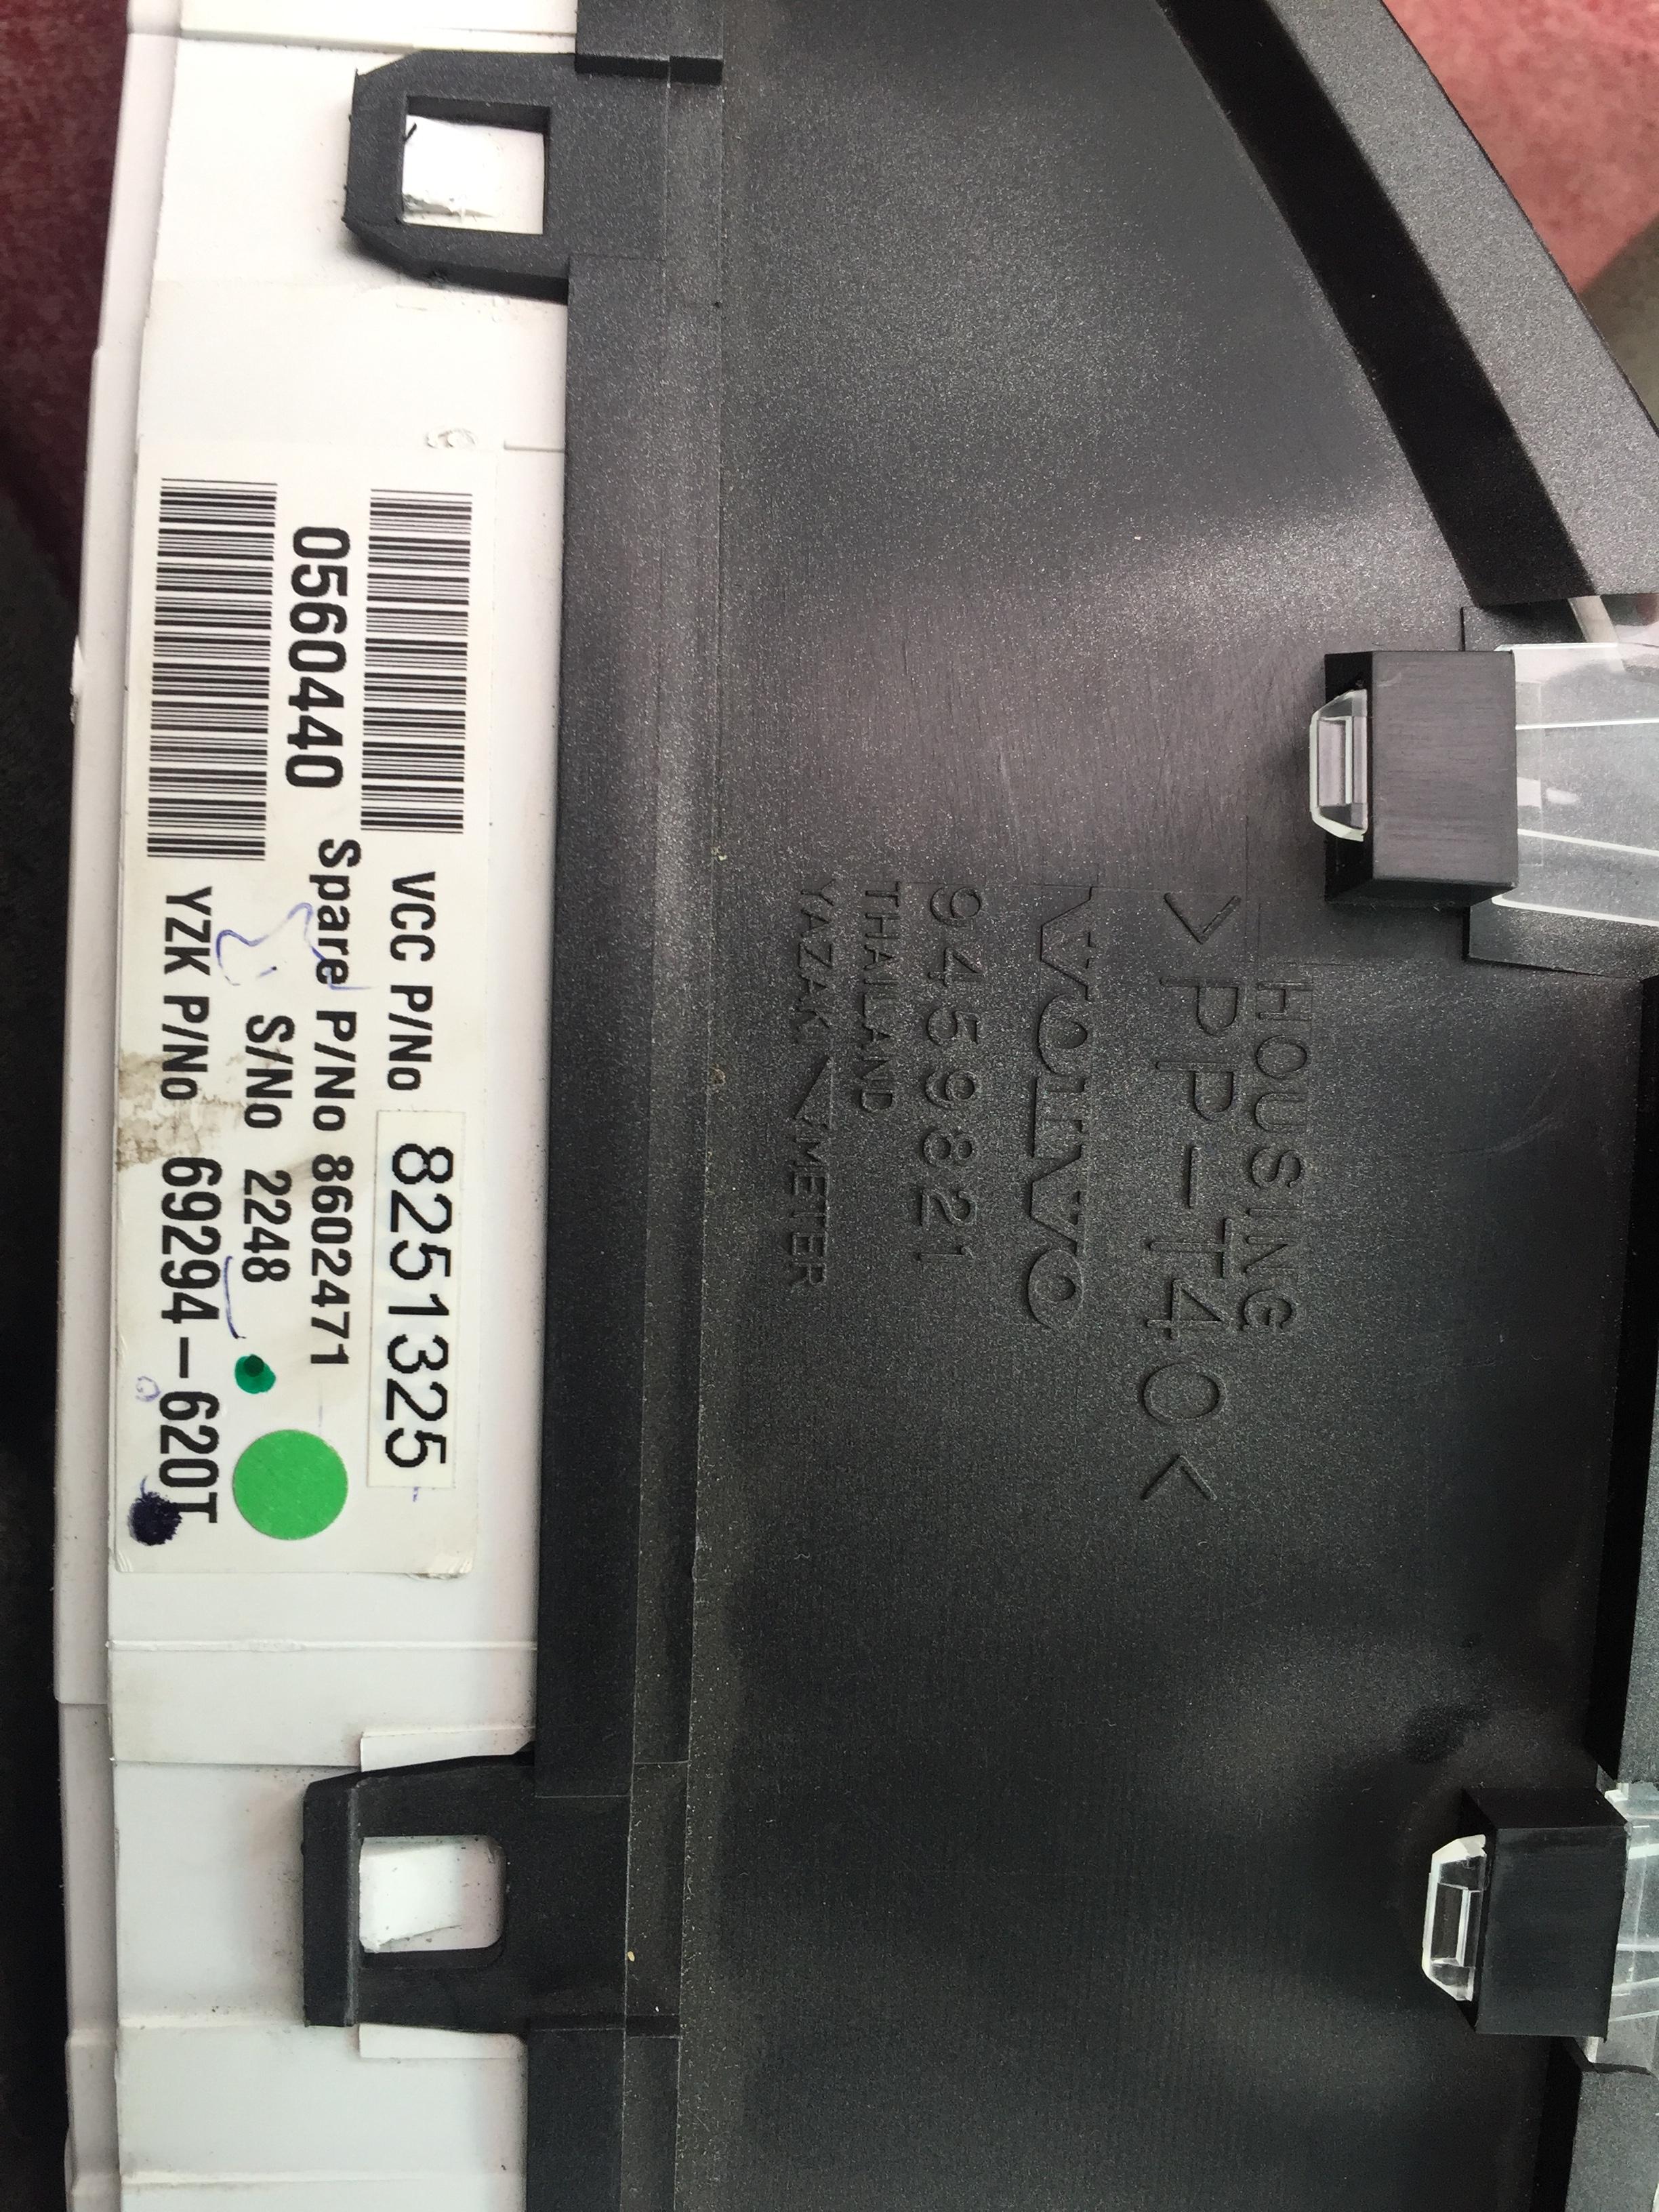 HOUSING
>PP-T40<
VOLVO
9459821
THAILAND
YAZAKI METER
VCC P/No 8251325
0560440
Spare P/No 8602471
S/No 2248
YZK P/No 69294-620T